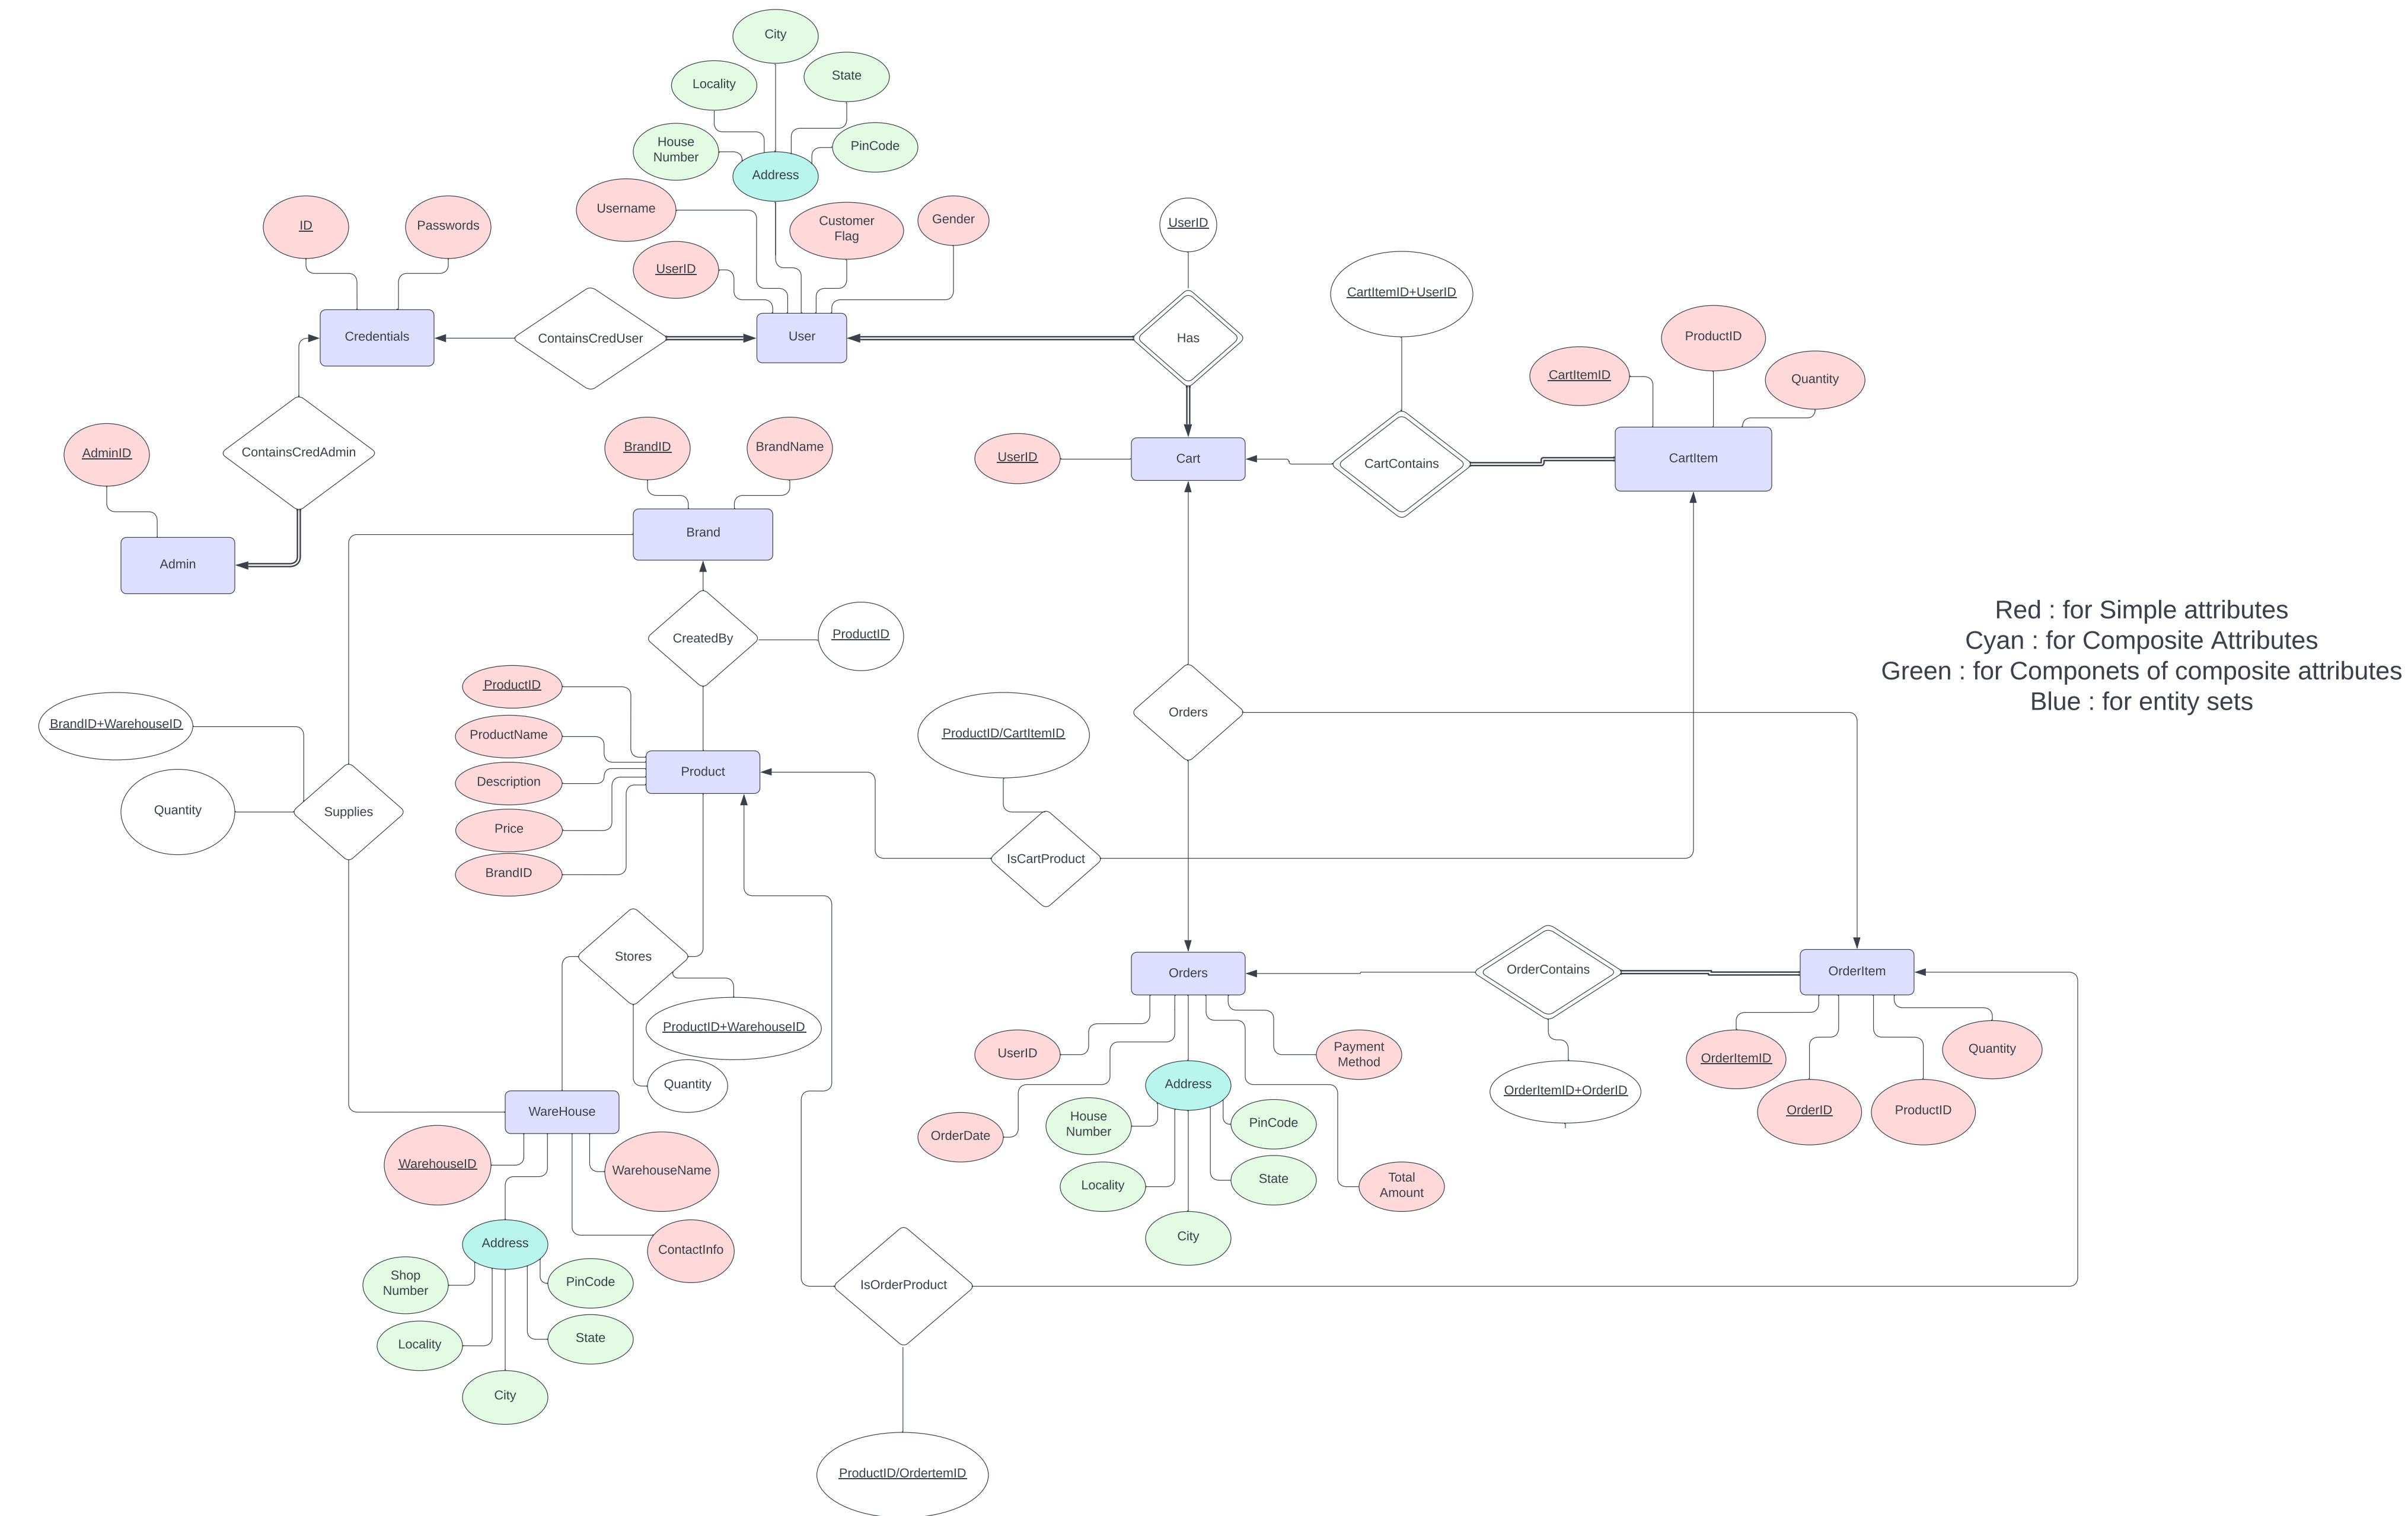 City
Locality
State
House
Number
PinCode
Address
Username
Customer
Flag
Gender
ID
Passwords
UserID
UserID
CartItemID+UserID
Credentials
ContainsCredUser
User
Has
ProductID
CartItemID
Quantity
AdminID
ContainsCredAdmin
BrandID
BrandName
UserID
Cart
CartContains
CartItem
Admin
Brand
CreatedBy
ProductID
Red : for Simple attributes
Cyan : for Composite Attributes
Green : for Componets of composite attributes
Blue : for entity sets
ProductID
ProductName
Description
Price
BrandID
Product
BrandID+WarehouseID
Quantity
Supplies
ProductID/CartItemID
Orders
IsCartProduct
Stores
ProductID+WarehouseID
Quantity
Orders
OrderContains
OrderItem
UserID
Payment
Method
Address
House
Number
PinCode
OrderDate
Locality
State
Total
Amount
City
OrderItemID+OrderID
OrderItemID
Quantity
OrderID
ProductID
WareHouse
WarehouseID
WarehouseName
Address
ContactInfo
Shop
Number
PinCode
Locality
State
City
IsOrderProduct
ProductID/OrdertemID